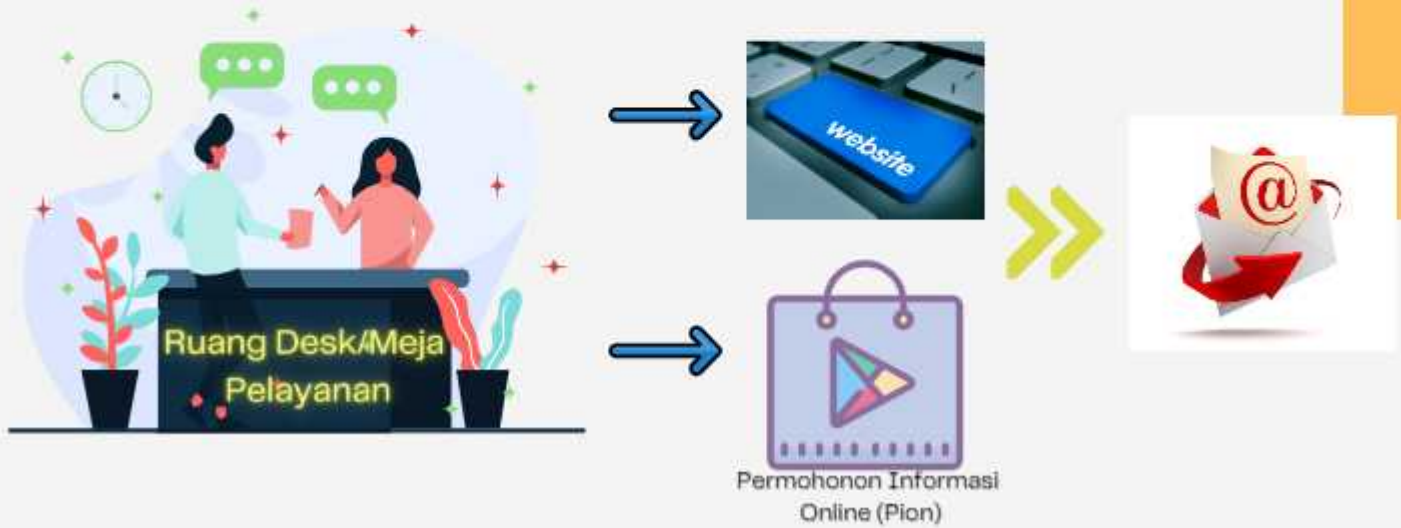 Ruang Desk/Meja
Pelayanan
website
Permohonon Informasi
Online (Pion)
@